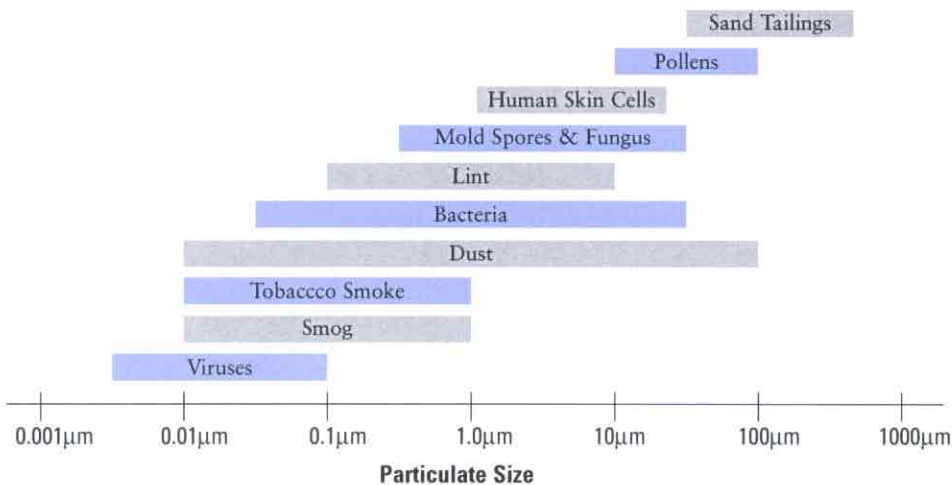 Sand Tailings
Pollens
Human Skin Cells
Mold Spores & Fungus
Lint
Bacteria
Dust
Tobaccco Smoke
Smog
Viruses
0.001µm 0.01µm 0.1µm 1.0µm 10µm 100µm 1000µm
Particulate Size